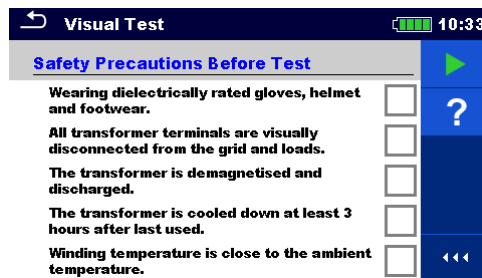 Visual Test
10:33
Safety Precautions Before Test
Wearing dielectrically rated gloves, helmet
and footwear.
All transformer terminals are visually
disconnected from the grid and loads.
The transformer is demagnetised and
discharged.
The transformer is cooled down at least 3
hours after last used.
Winding temperature is close to the ambient
temperature.
?